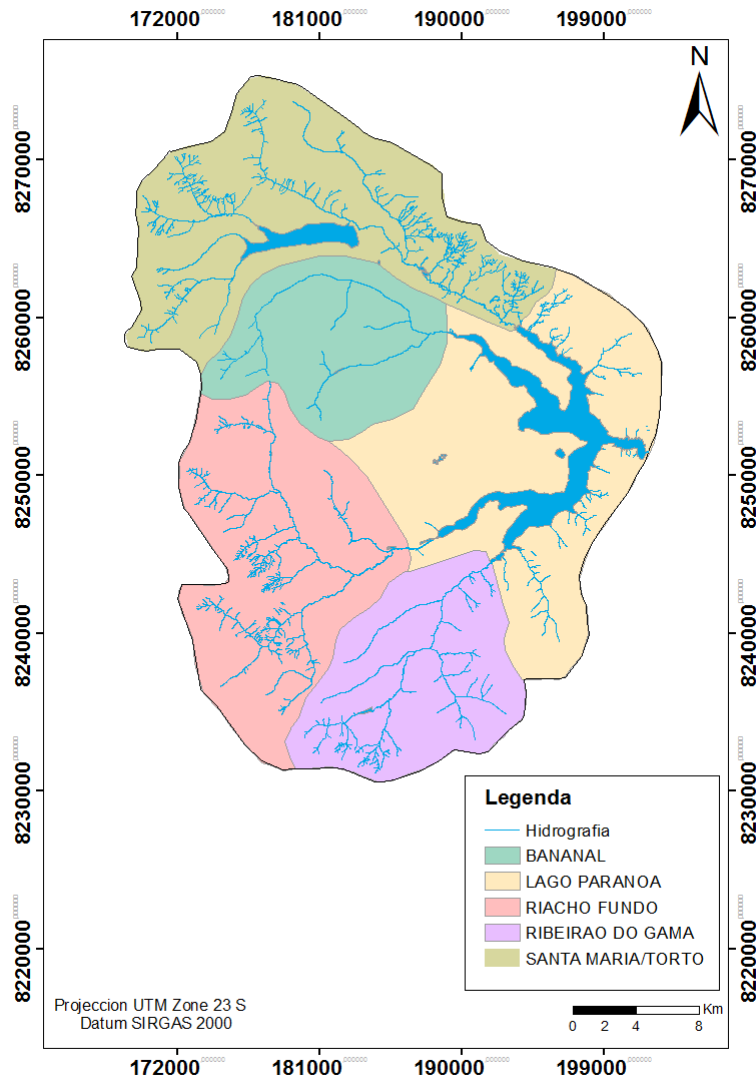 172000 181000 190000 199000
N
8270000 8270000
8260000 8260000
8250000 8250000
8240000 8240000
8230000 8230000
8220000 8220000
Legenda
Hidrografia
BANANAL
LAGO PARANOA
RIACHO FUNDO
RIBEIRAO DO GAMA
SANTA MARIA/TORTO
Projeccion UTM Zone 23 S
Datum SIRGAS 2000
Km
0 2 4 8
172000 181000 190000 199000